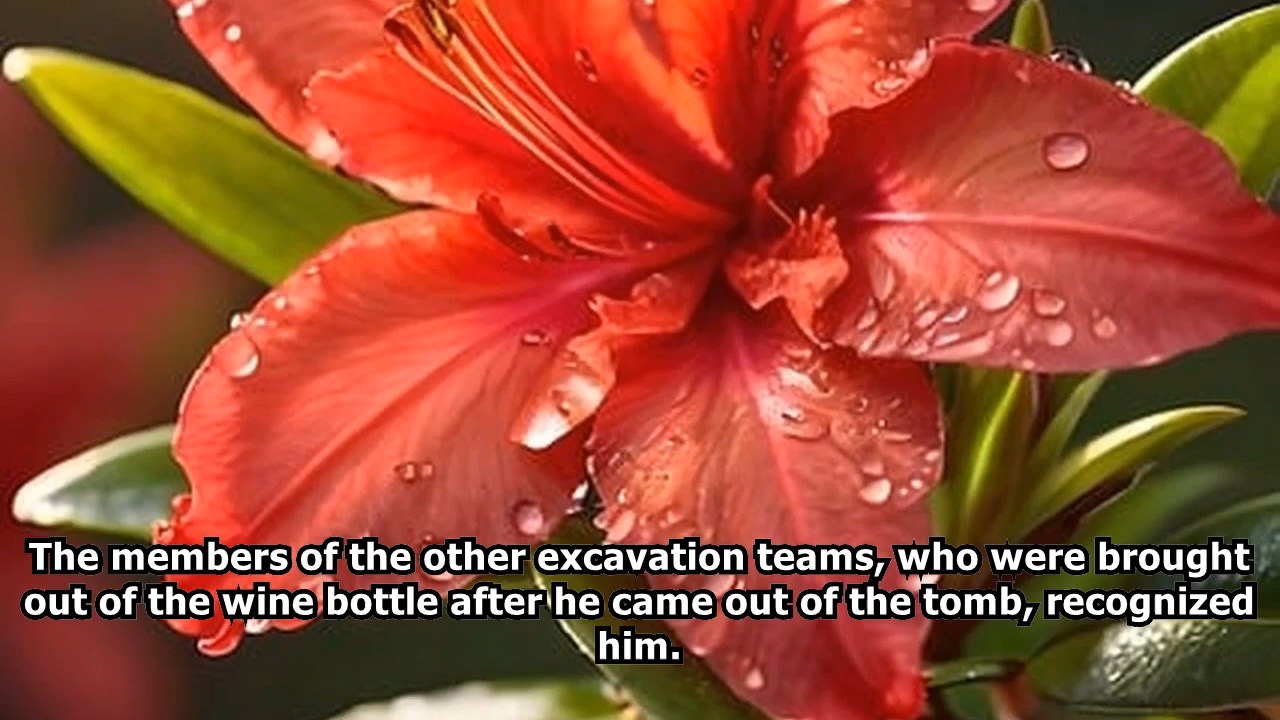 The members of the other excavation teams, who were brought
out of the wine bottle after he came out of the tomb, recognized
him.